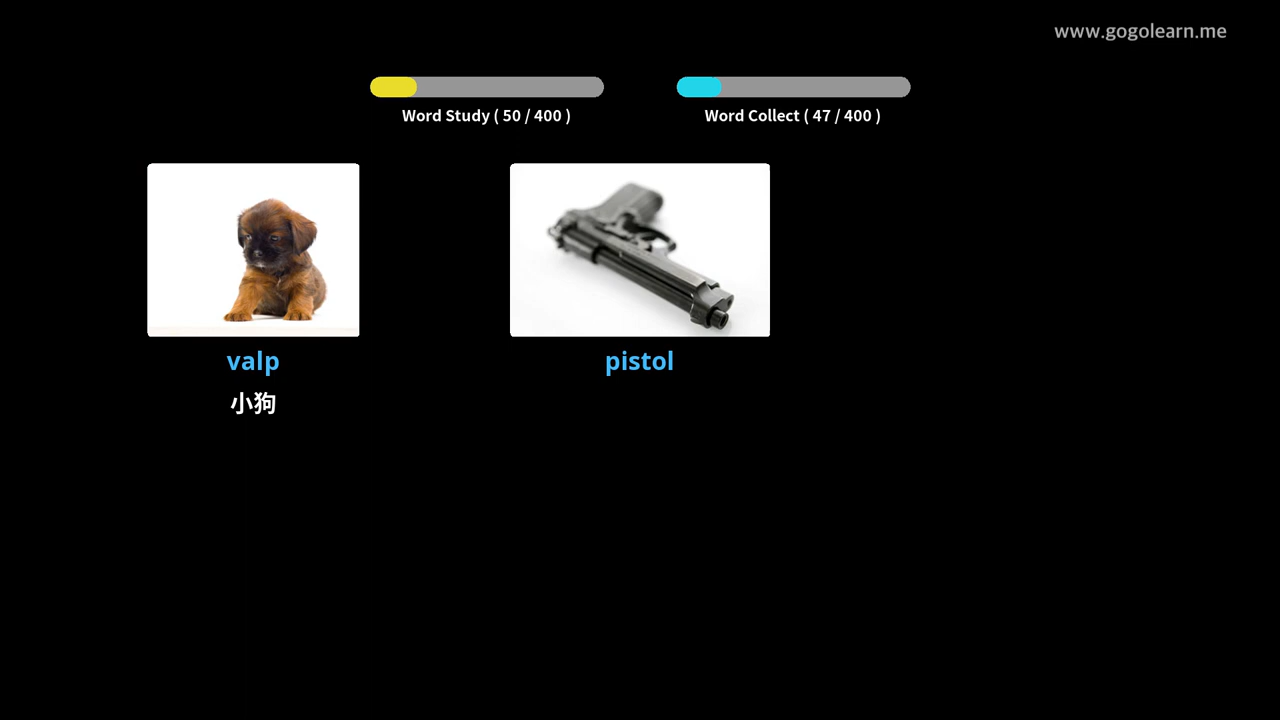 www.gogolearn.me
Word Study ( 50 / 400 )
Word Collect ( 47 / 400 )
valp
pistol
小狗